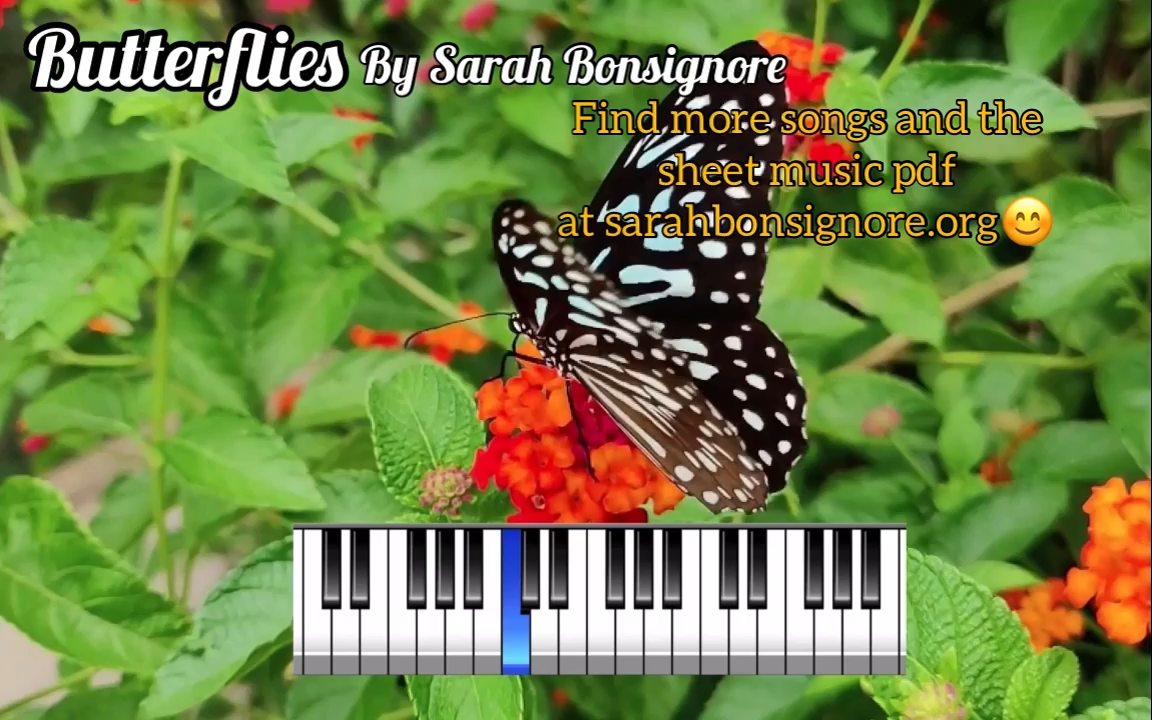 Butterflies By Sarah Bonsignore
Find more songs and the
sheet music pdf
at sarahbonsignore.org😊